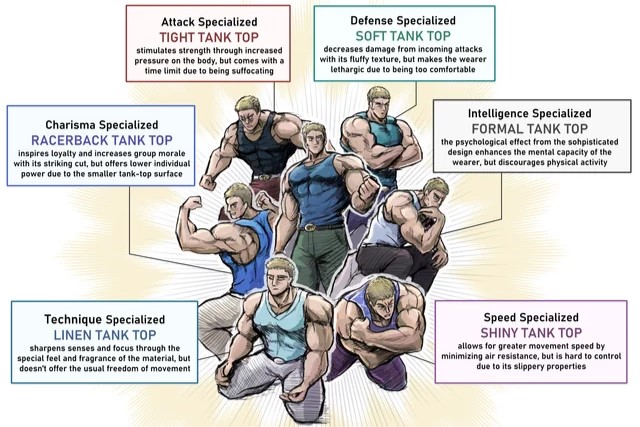 Attack Specialized
TIGHT TANK TOP
stimulates strength through increased
pressure on the body, but comes with a
time limit due to being suffocating
Defense Specialized
SOFT TANK TOP
decreases damage from incoming attacks
with its fluffy texture, but makes the wearer
lethargic due to being too comfortable
Charisma Specialized
RACERBACK TANK TOP
inspires loyalty and increases group morale
with its striking cut, but offers lower individual
power due to the smaller tank-top surface
Intelligence Specialized
FORMAL TANK TOP
the psychological effect from the sohpisticated
design enhances the mental capacity of the
wearer, but discourages physical activity
Technique Specialized
LINEN TANK TOP
sharpens senses and focus through the
special feel and fragrance of the material, but
doesn't offer the usual freedom of movement
Speed Specialized
SHINY TANK TOP
allows for greater movement speed by
minimizing air resistance, but is hard to control
due to its slippery properties